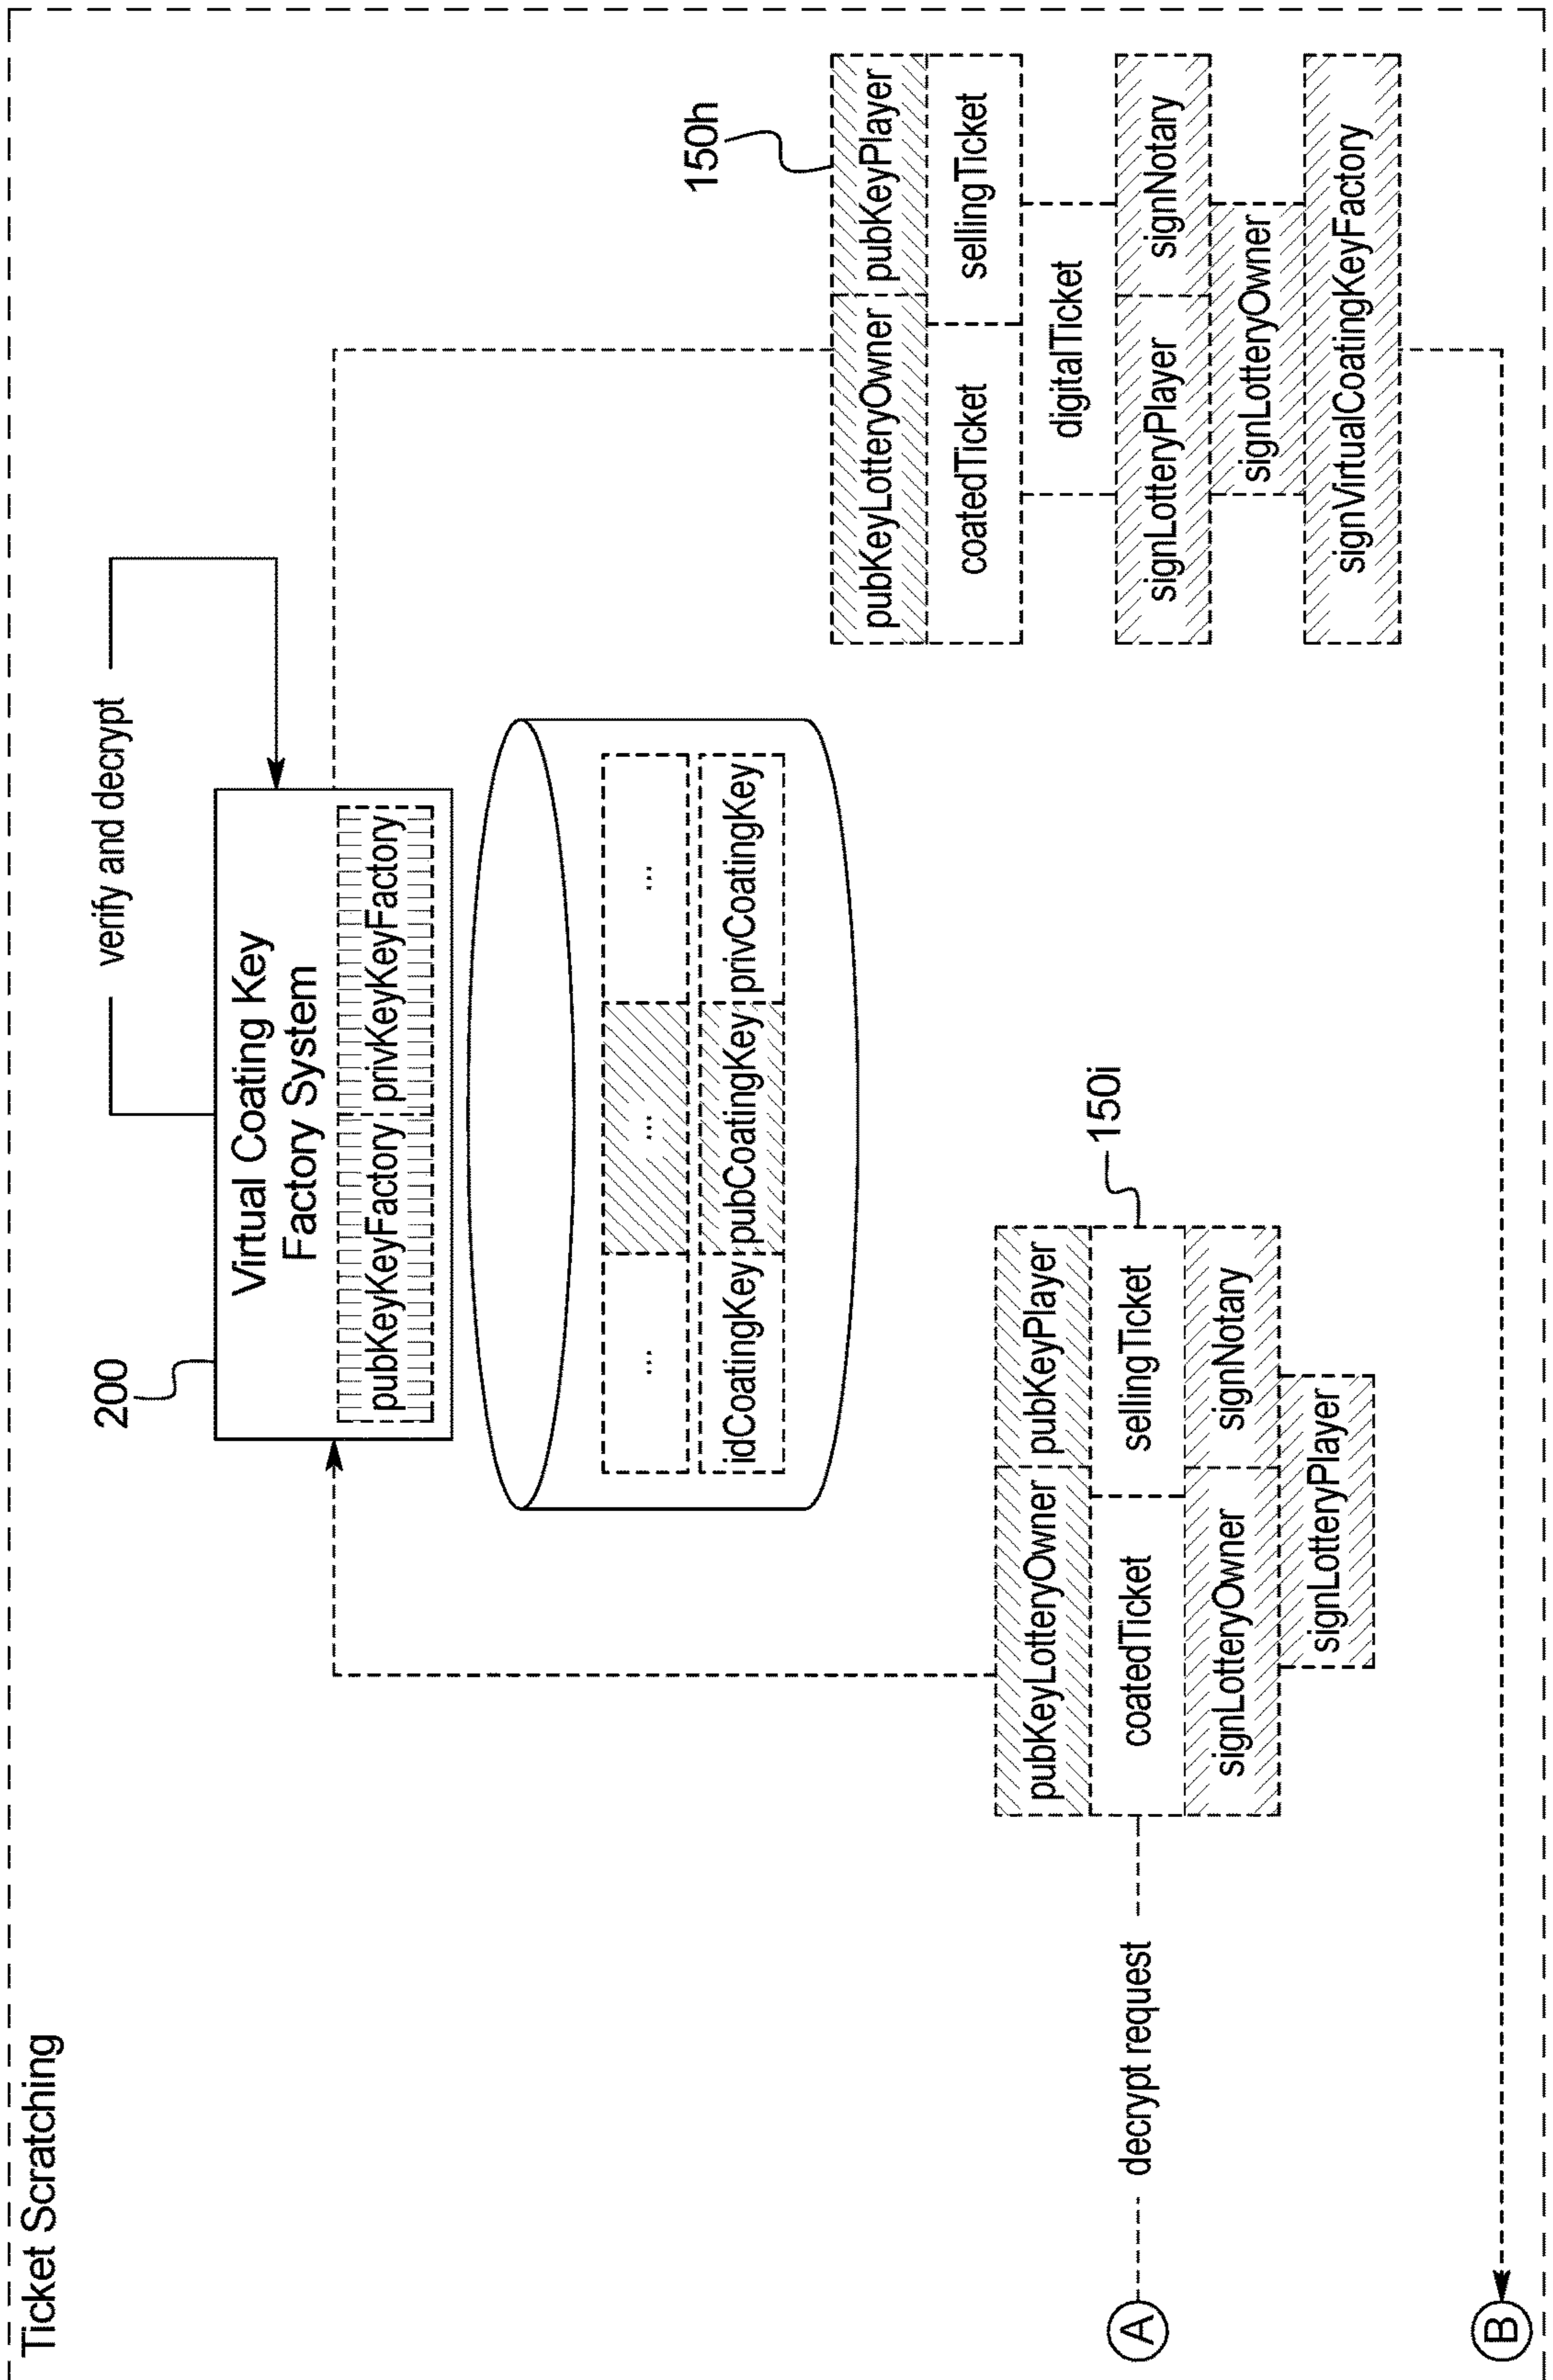 Ticket Scratching
verify and decrypt
200
Virtual Coating Key
Factory System
pubKeyKeyFactory privKeyKeyFactory
... ... ...
idCoatingKey pubCoatingKey privCoatingKey
150h
pubKeyLotteryOwner pubKeyPlayer
coatedTicket sellingTicket
digitalTicket
signLotteryPlayer signNotary
signLotteryOwner
signVirtualCoatingKeyFactory
150i
pubKeyLotteryOwner pubKeyPlayer
coatedTicket sellingTicket
signLotteryOwner signNotary
signLotteryPlayer
A decrypt request
B